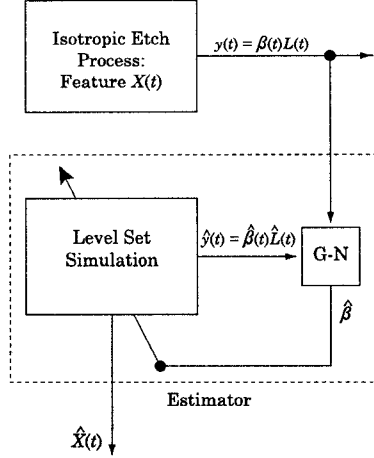 Isotropic Etch
Process:
Feature X(t)
y(t) = β(t)L(t)
Level Set
Simulation
ŷ(t) = β̂(t)L̂(t)
G-N
β̂
Estimator
X̂(t)